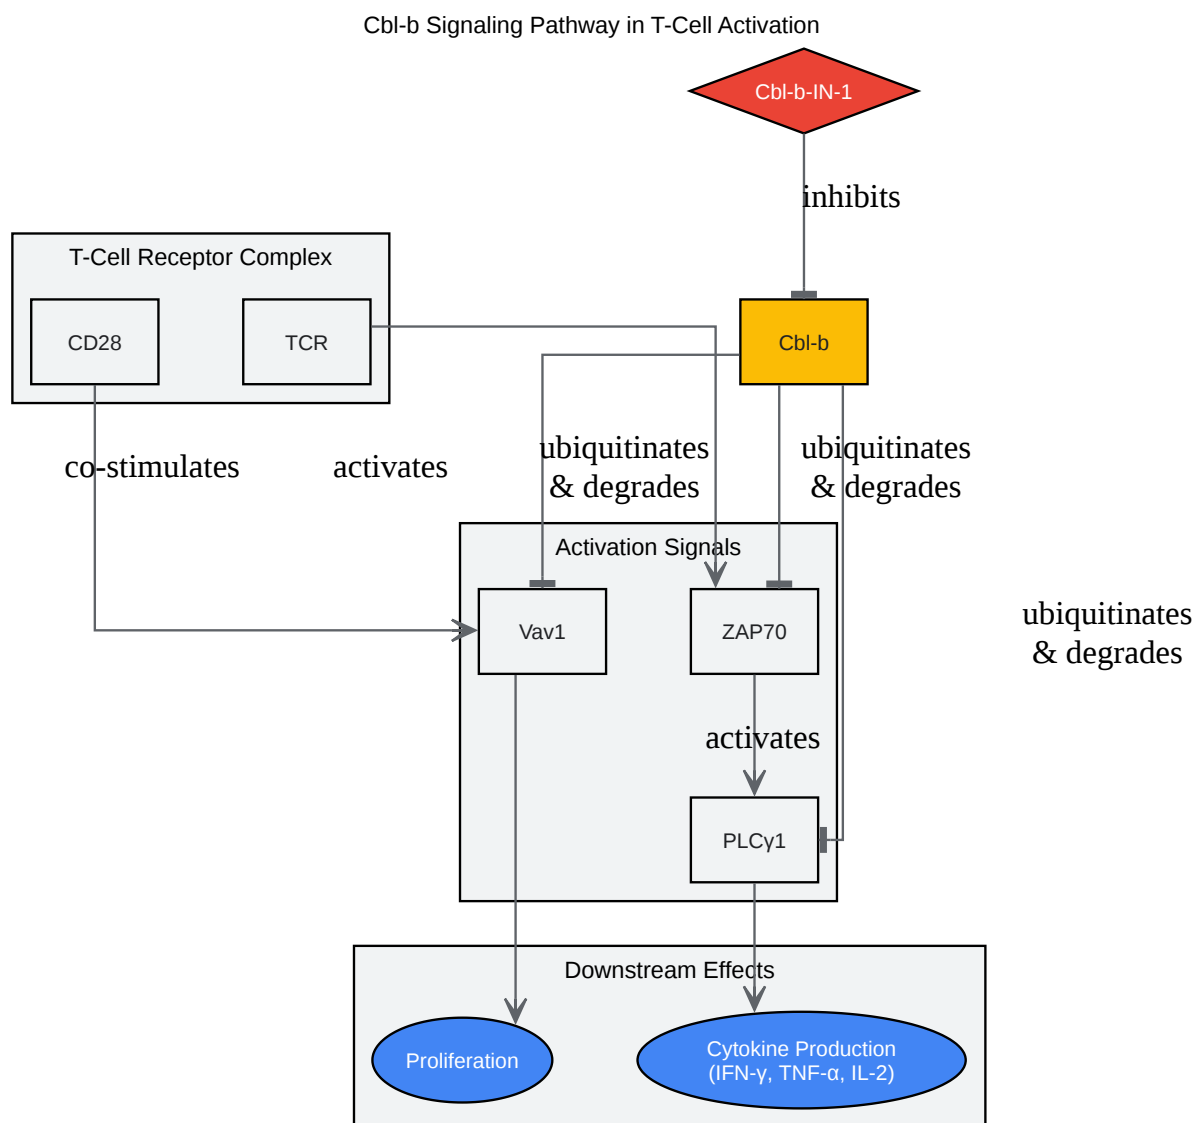 Cbl-b Signaling Pathway in T-Cell Activation
Cbl-b-IN-1
inhibits
T-Cell Receptor Complex
CD28
TCR
Cbl-b
co-stimulates
activates
ubiquitinates
& degrades
ubiquitinates
& degrades
Activation Signals
Vav1
ZAP70
ubiquitinates
& degrades
activates
PLCγ1
Downstream Effects
Proliferation
Cytokine Production
(IFN-γ, TNF-α, IL-2)